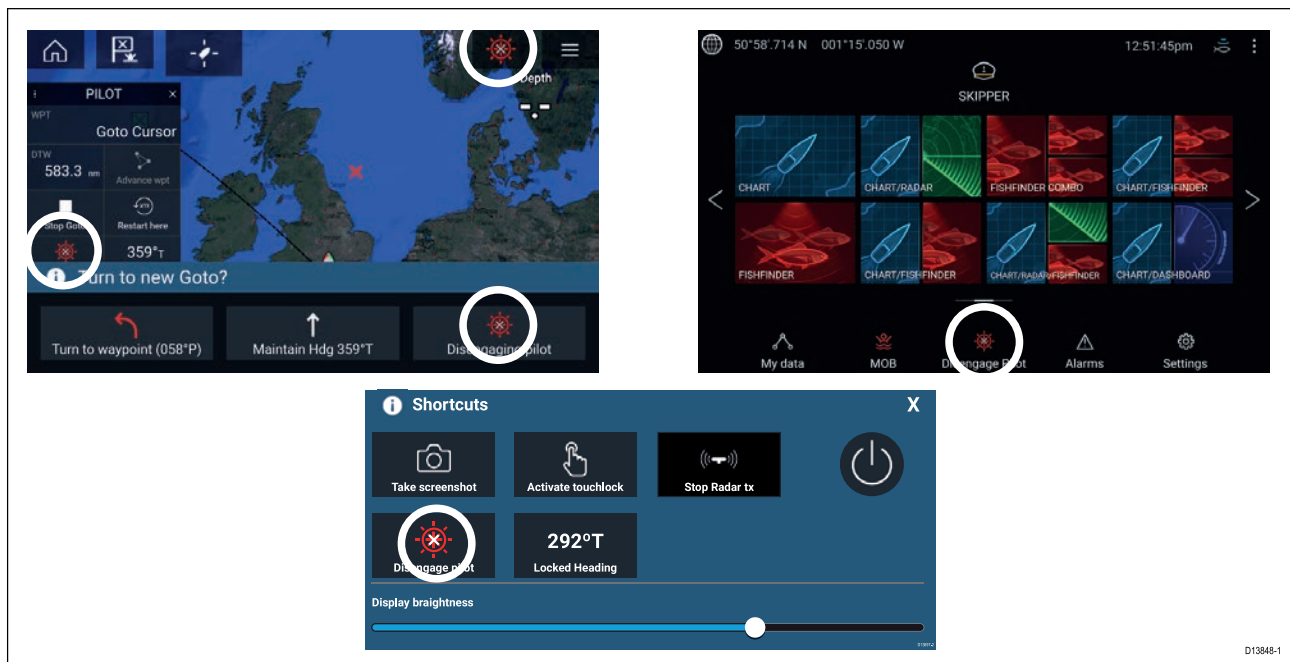 Depth
--.
PILOT
×
WPT
Goto Cursor
DTW
583.3 nm
Advance wpt
Stop Goto
Restart here
359°T
Turn to new Goto?
Turn to waypoint (058°P)
Maintain Hdg 359°T
Disengaging pilot
50°58'.714 N 001°15'.050 W
12:51:45pm
SKIPPER
CHART
CHART/RADAR
FISHFINDER COMBO
CHART/FISHFINDER
FISHFINDER
CHART/FISHFINDER
CHART/RADAR/FISHFINDER
CHART/DASHBOARD
My data
MOB
Disengage Pilot
Alarms
Settings
Shortcuts
X
Take screenshot
Activate touchlock
Stop Radar tx
Disengage pilot
292°T
Locked Heading
Display braightness
D13848-1